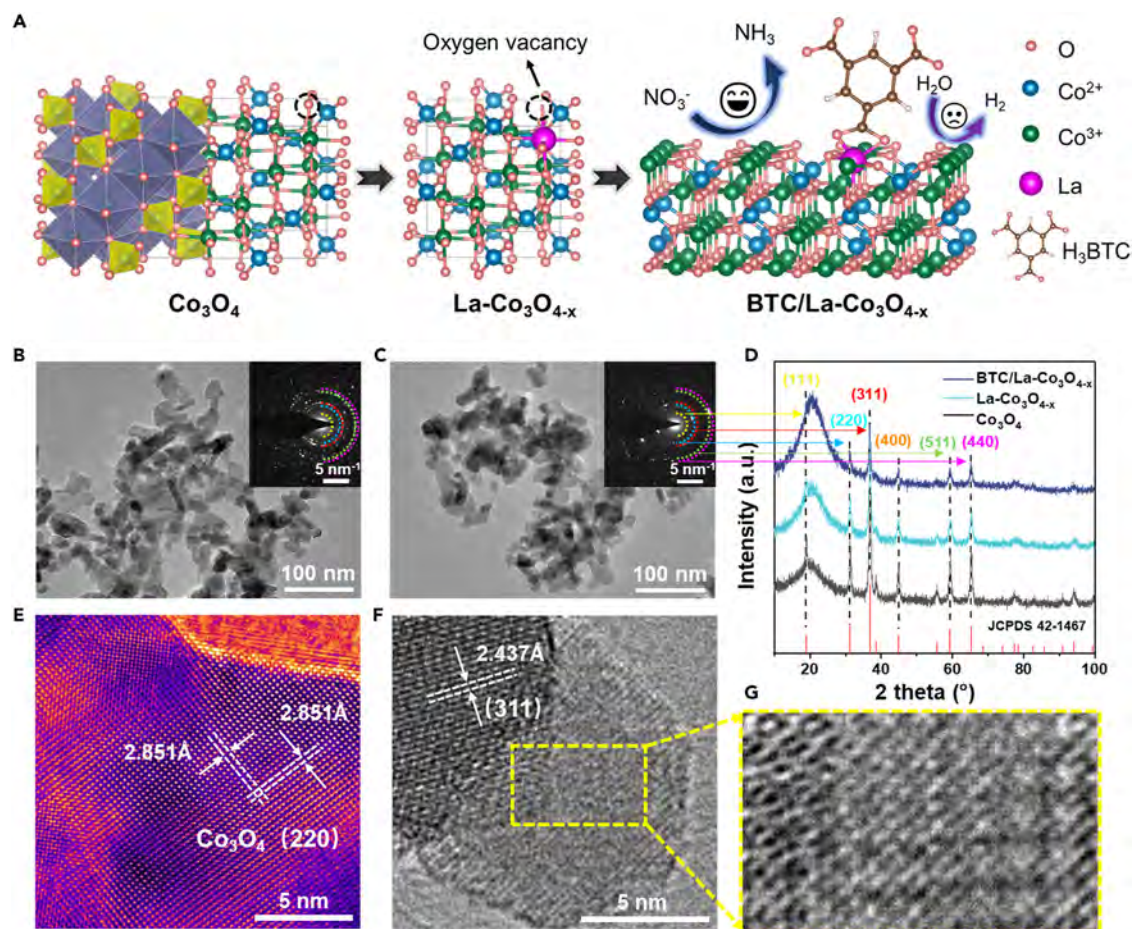 A
Oxygen vacancy
NH₃
NO₃⁻
H₂O
H₂
O
Co²⁺
Co³⁺
La
H₃BTC
Co₃O₄
La-Co₃O₄₋ₓ
BTC/La-Co₃O₄₋ₓ
B
5 nm⁻¹
100 nm
C
5 nm⁻¹
100 nm
D
BTC/La-Co₃O₄₋ₓ
La-Co₃O₄₋ₓ
Co₃O₄
(111)
(311)
(220)
(400)
(511)
(440)
Intensity (a.u.)
JCPDS 42-1467
20 40 60 80 100
2 theta (°)
E
2.851Å
2.851Å
Co₃O₄ (220)
5 nm
F
2.437Å
(311)
5 nm
G